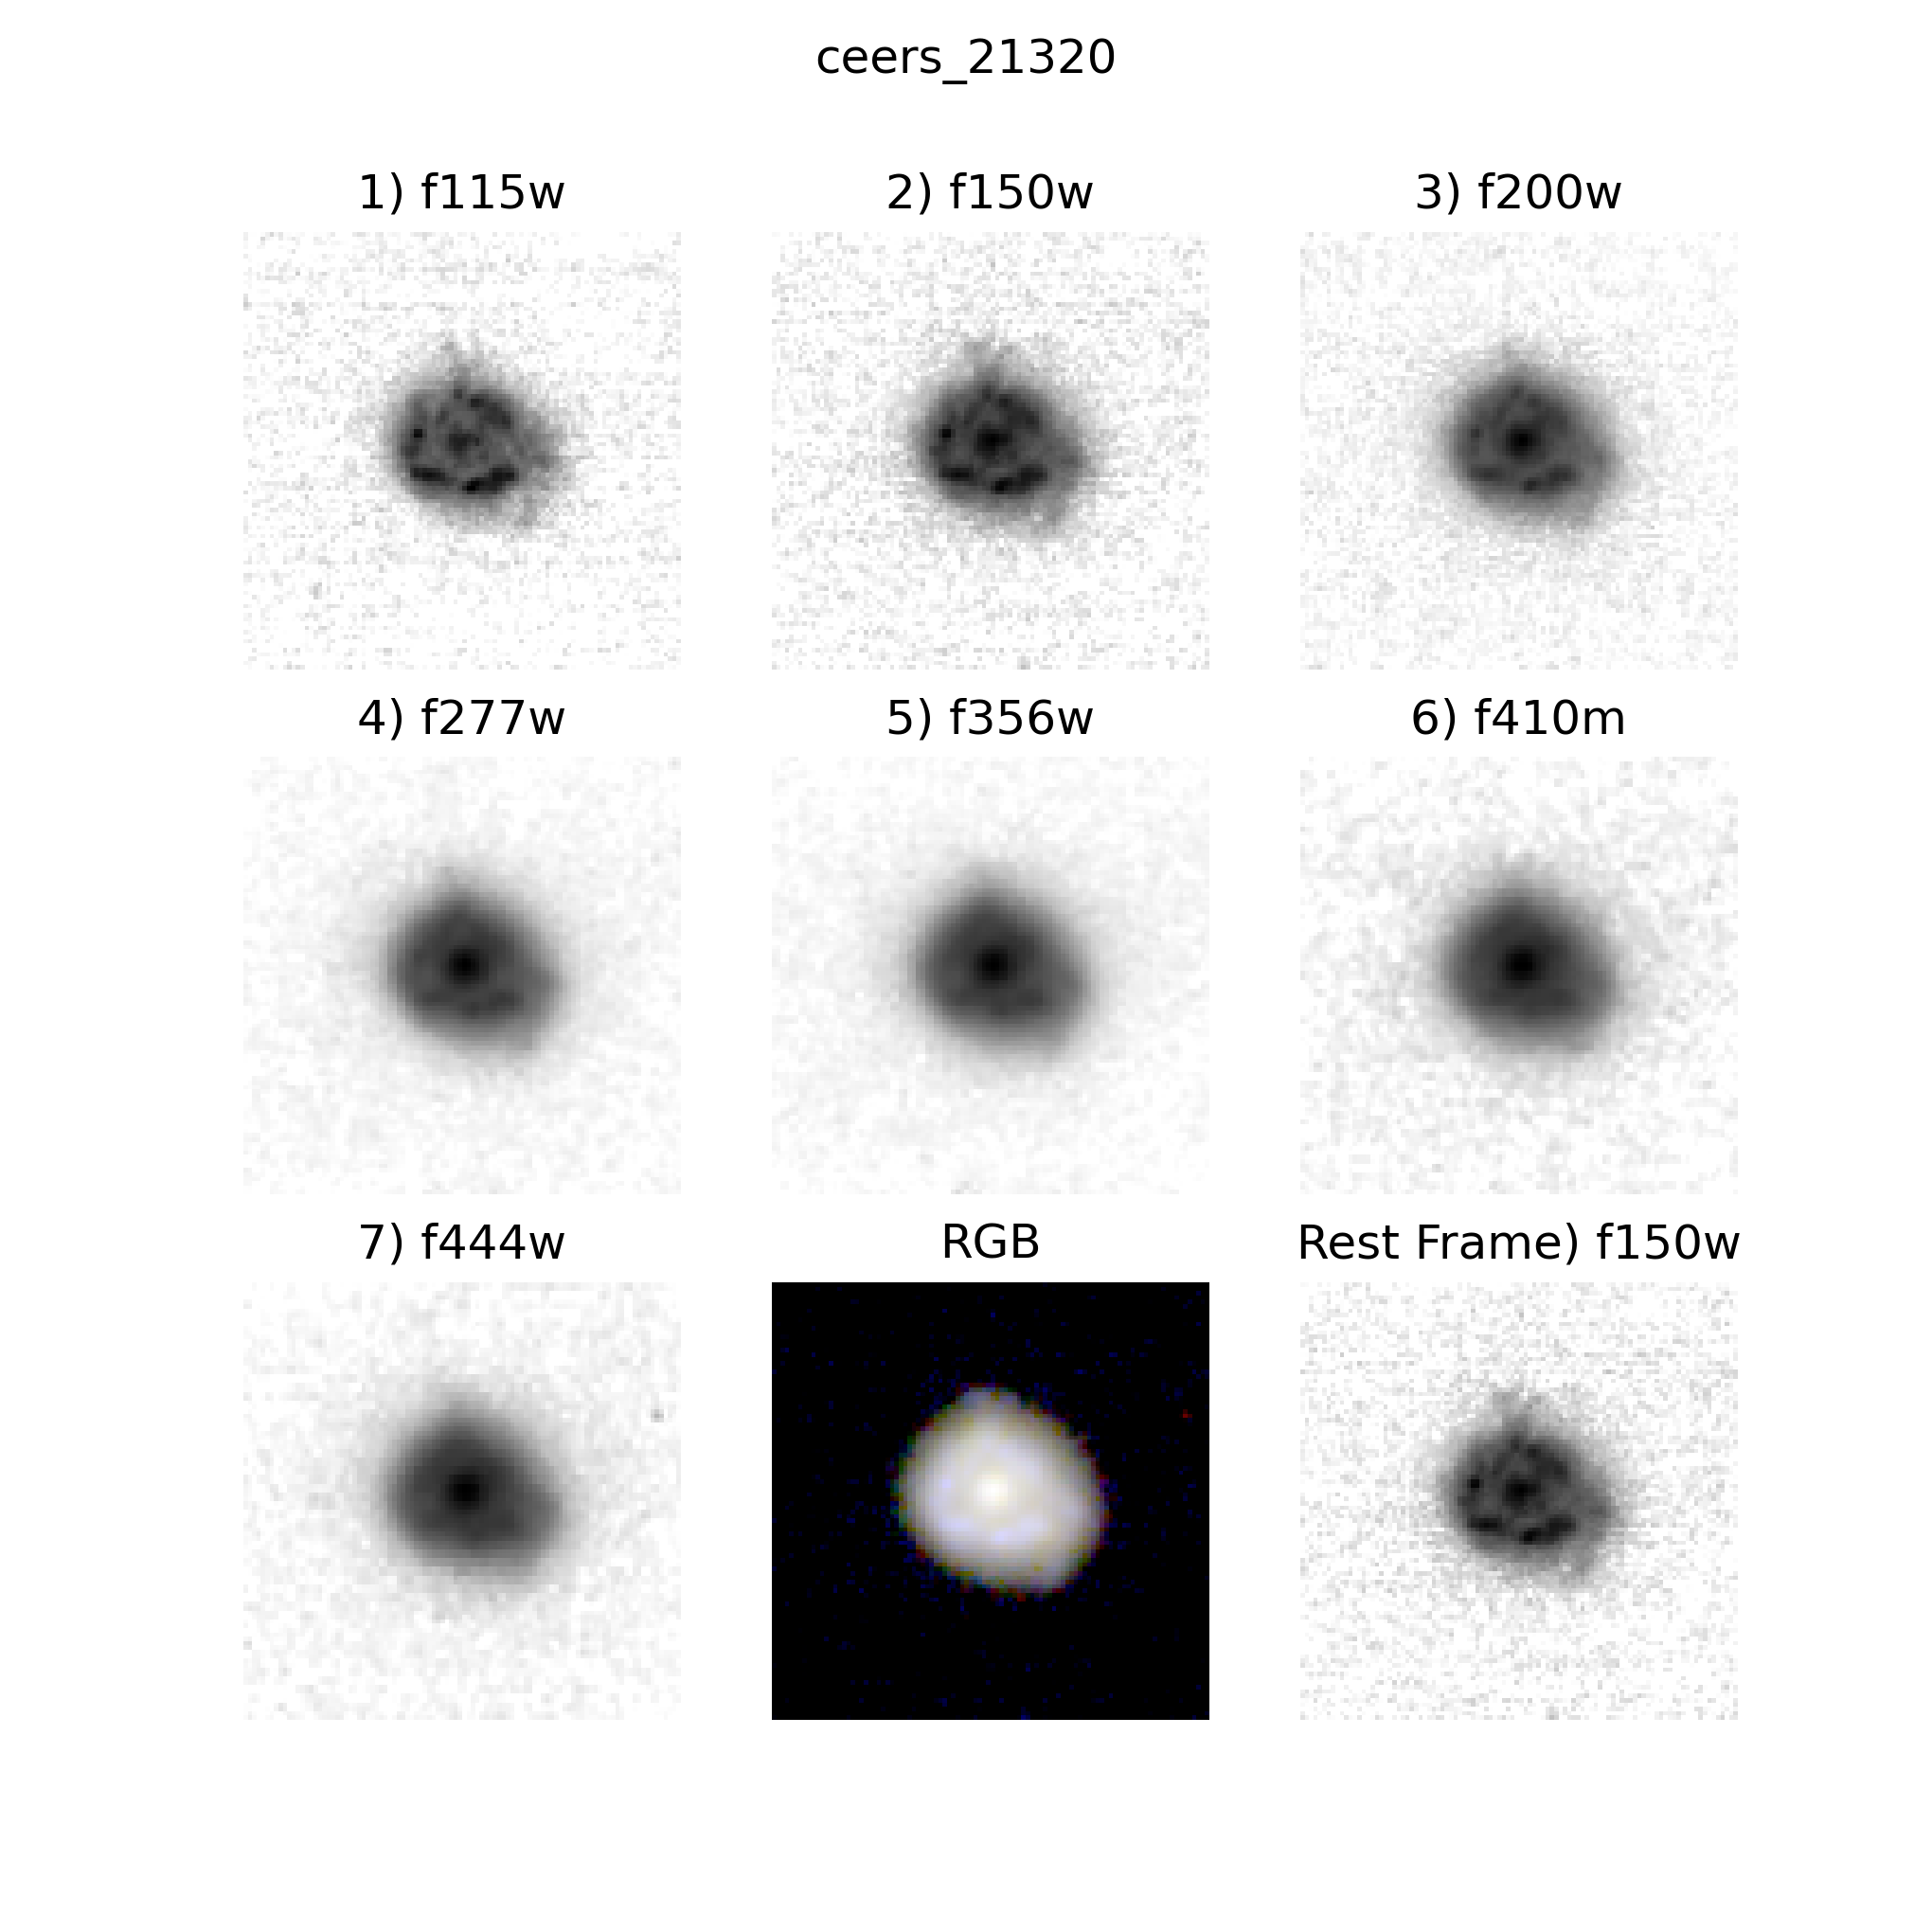 ceers_21320
1) f115w
2) f150w
3) f200w
4) f277w
5) f356w
6) f410m
7) f444w
RGB
Rest Frame) f150w